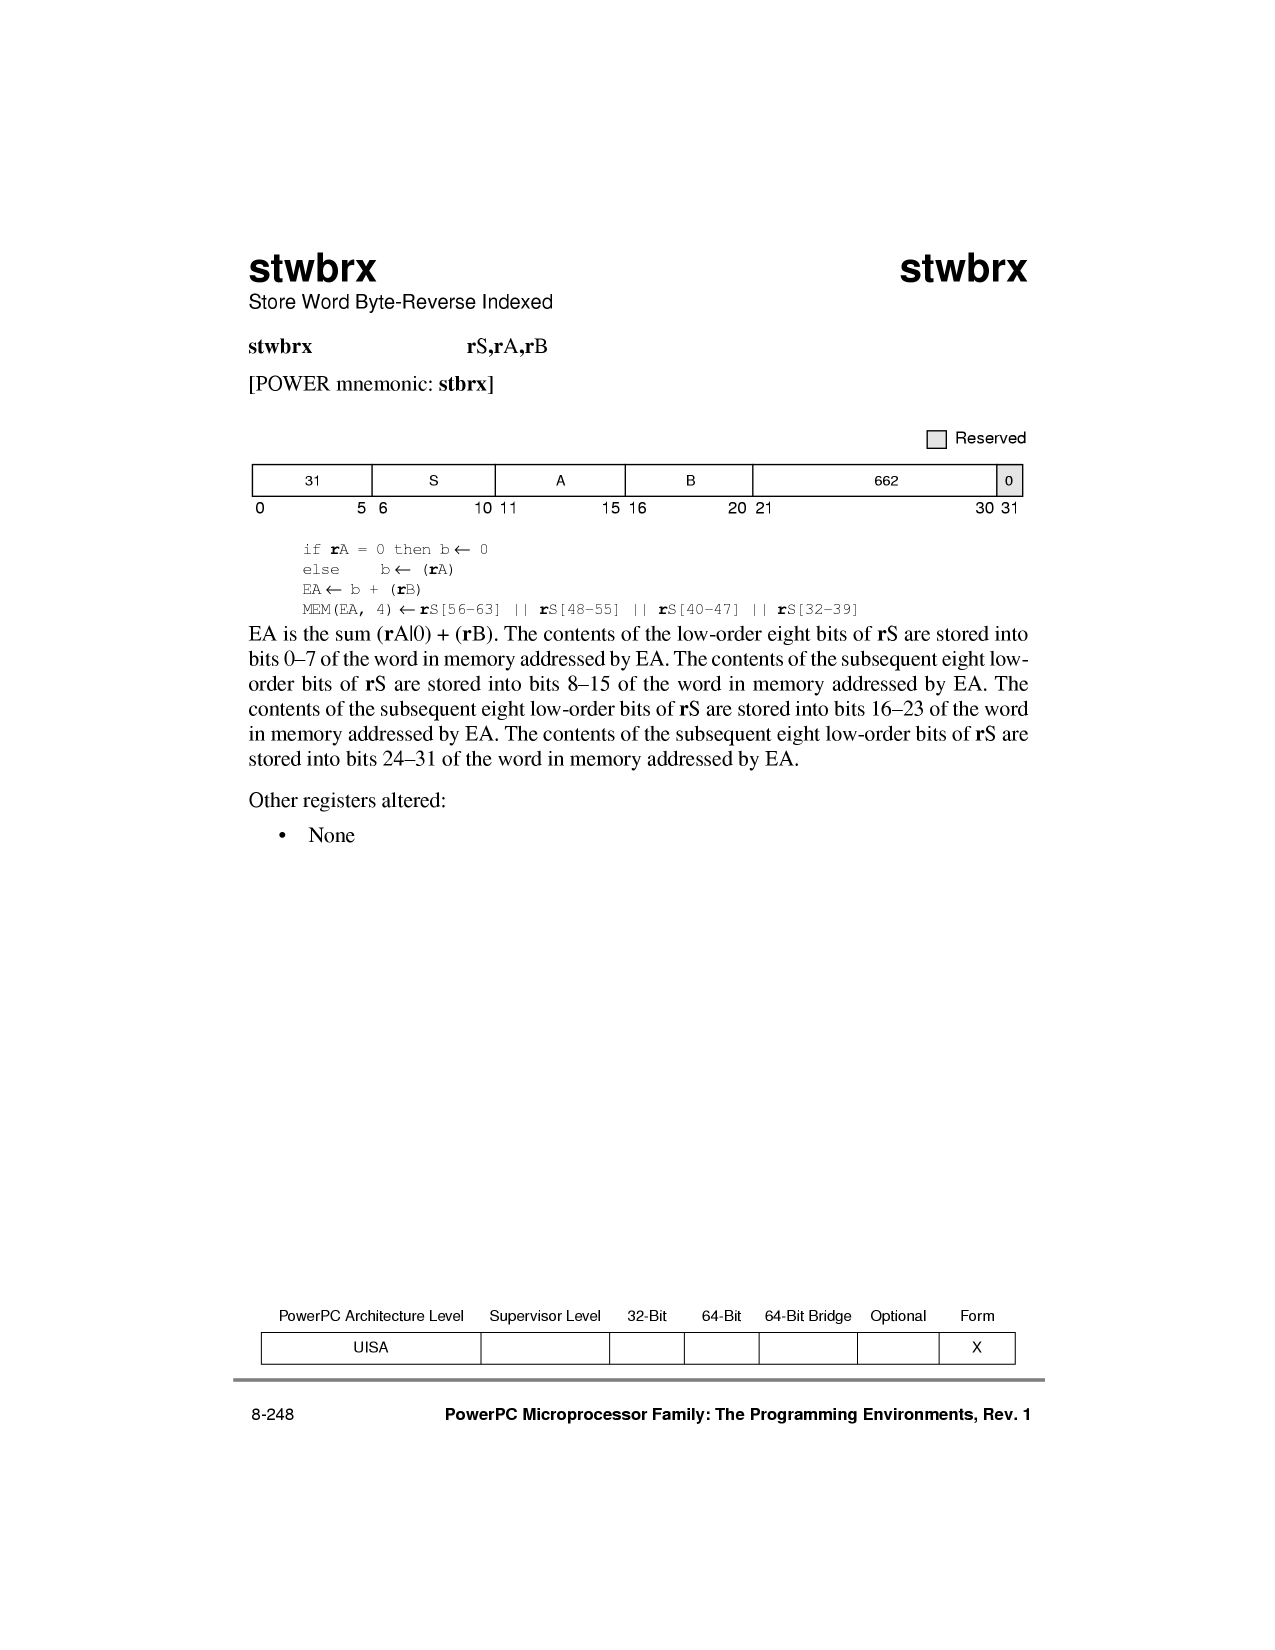 stwbrx stwbrx
Store Word Byte-Reverse Indexed
stwbrx rS,rA,rB
[POWER mnemonic: stbrx]
Reserved
31 S A B 662 0
0 5 6 10 11 15 16 20 21 30 31
if rA = 0 then b ← 0
else b ← (rA)
EA ← b + (rB)
MEM(EA, 4) ← rS[56–63] || rS[48–55] || rS[40–47] || rS[32–39]
EA is the sum (rA|0) + (rB). The contents of the low-order eight bits of rS are stored into
bits 0–7 of the word in memory addressed by EA. The contents of the subsequent eight low-
order bits of rS are stored into bits 8–15 of the word in memory addressed by EA. The
contents of the subsequent eight low-order bits of rS are stored into bits 16–23 of the word
in memory addressed by EA. The contents of the subsequent eight low-order bits of rS are
stored into bits 24–31 of the word in memory addressed by EA.
Other registers altered:
• None
PowerPC Architecture Level Supervisor Level 32-Bit 64-Bit 64-Bit Bridge Optional Form
UISA X
8-248 PowerPC Microprocessor Family: The Programming Environments, Rev. 1